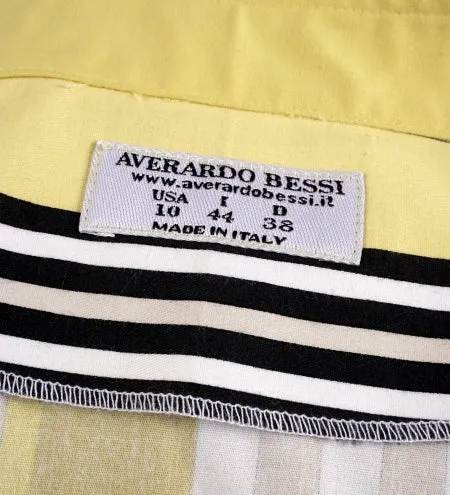 AVERARDO BESSI
www.averardobessi.it
USA I D
10 44 38
MADE IN ITALY